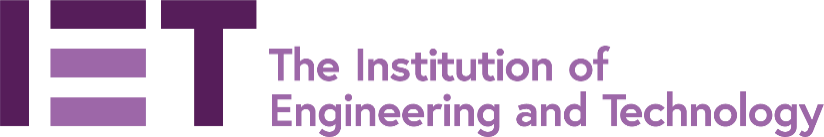 IET
The Institution of
Engineering and Technology